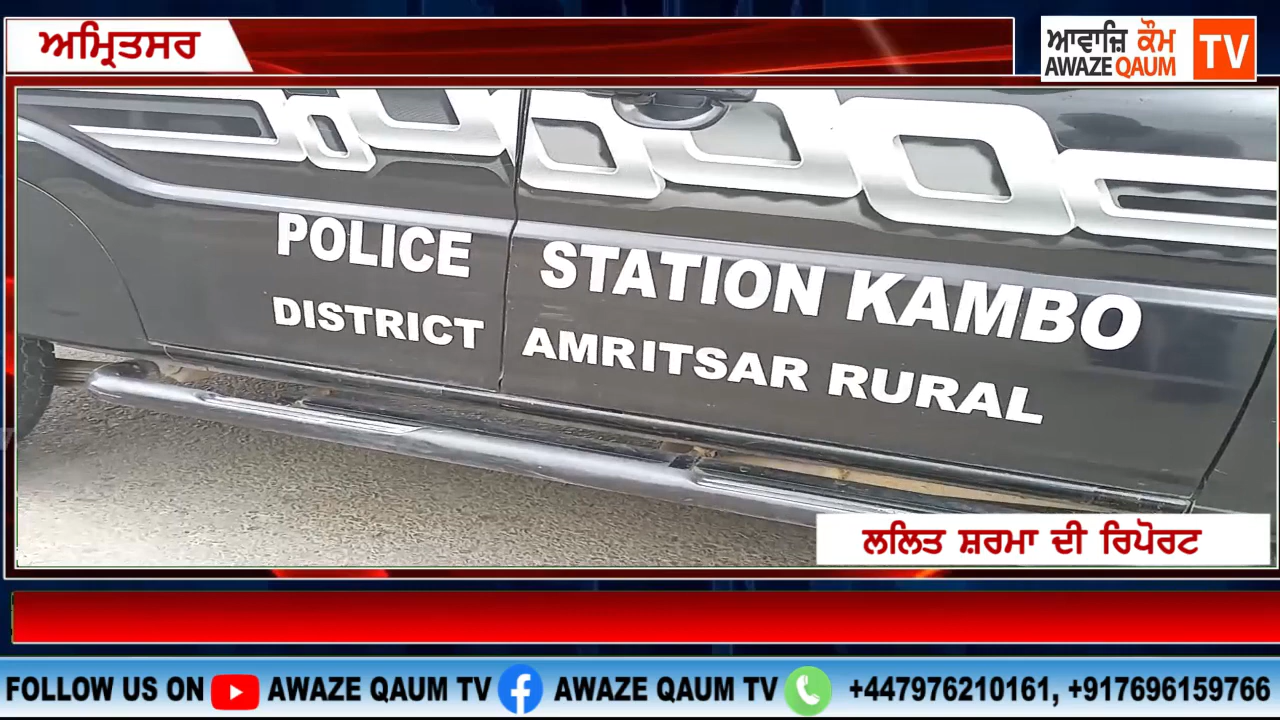 ਅਮ੍ਰਿਤਸਰ
ਆਵਾਜ਼ਿ ਕੌਮ
AWAZE QAUM
TV
POLICE STATION KAMBO
DISTRICT AMRITSAR RURAL
ਲਲਿਤ ਸ਼ਰਮਾ ਦੀ ਰਿਪੋਰਟ
FOLLOW US ON AWAZE QAUM TV AWAZE QAUM TV +447976210161, +917696159766